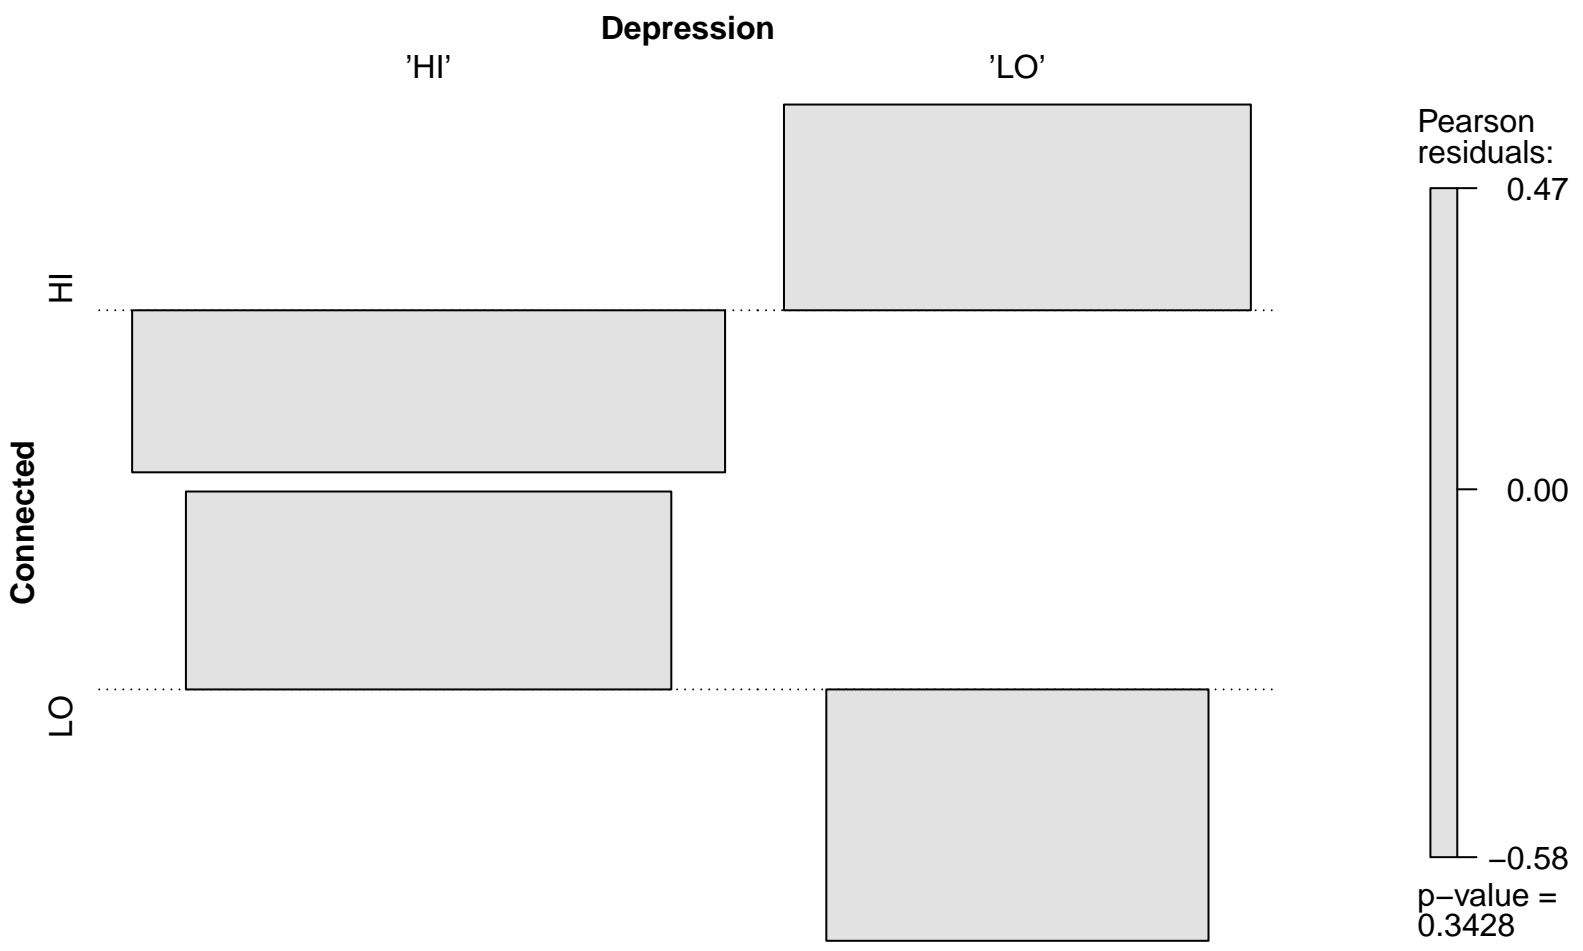 Depression
’HI’ ’LO’
HI
Connected
LO
Pearson
residuals:
0.47
0.00
−0.58
p−value =
0.3428